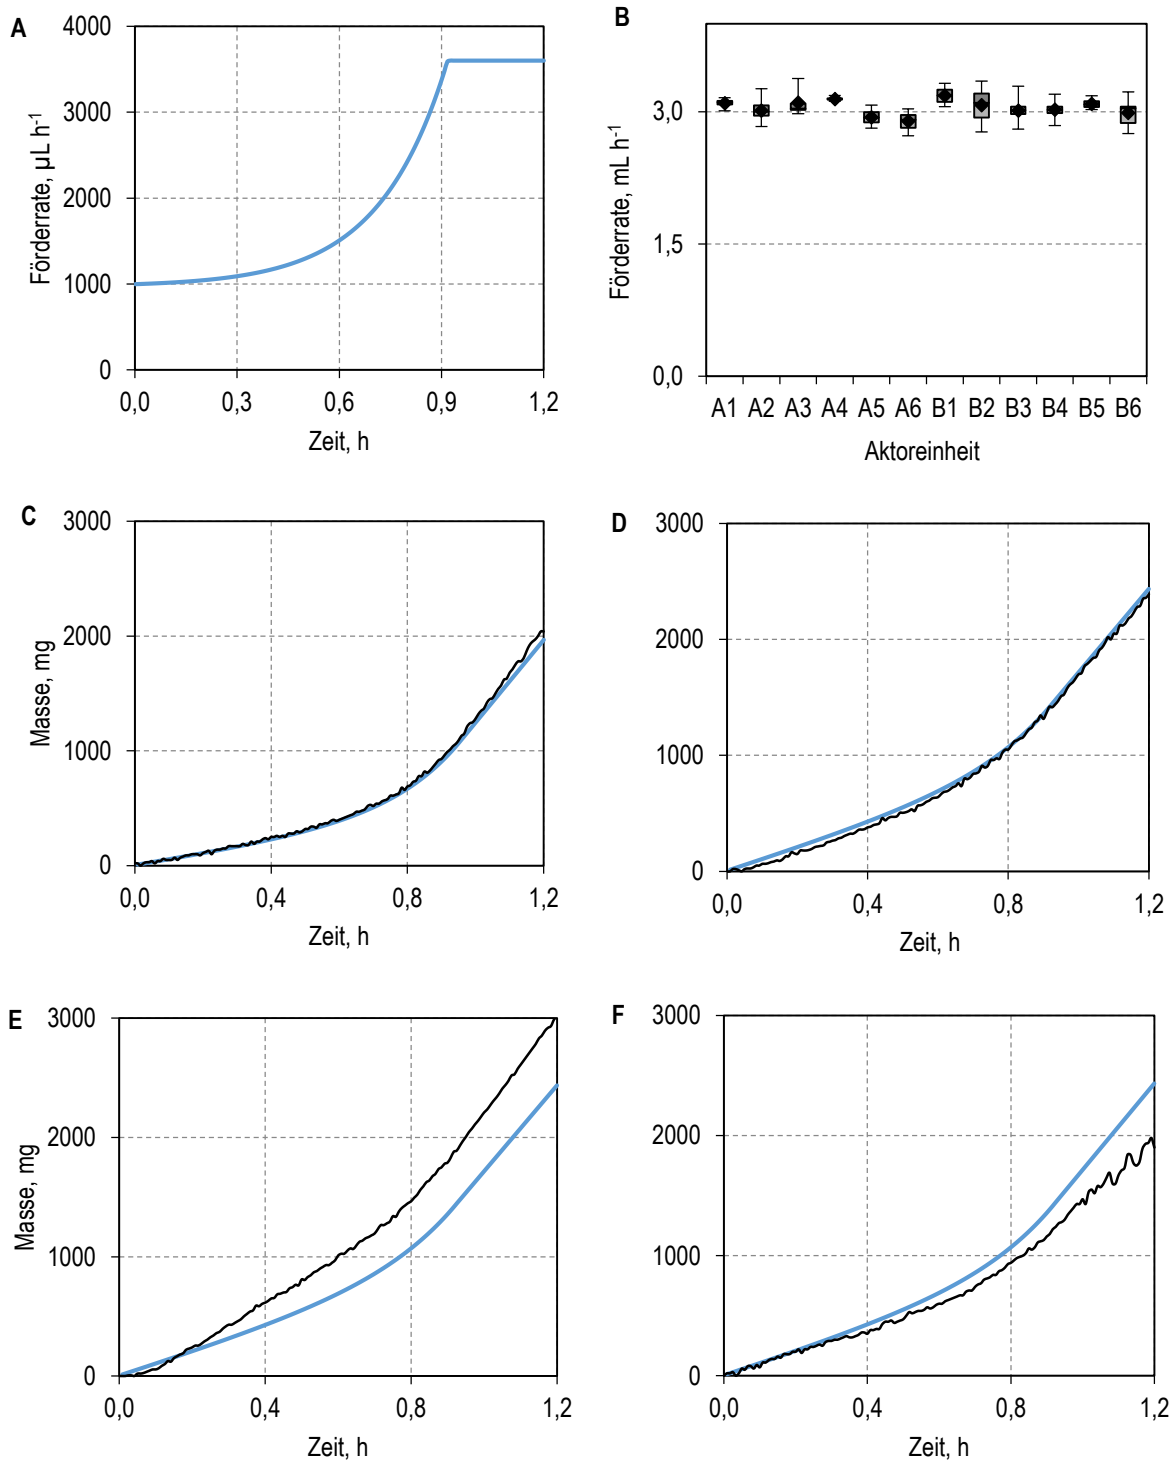 A
4000
3000
2000
1000
0
Förderrate, µL h-1
0,0 0,3 0,6 0,9 1,2
Zeit, h
B
3,0
1,5
0,0
Förderrate, mL h-1
A1 A2 A3 A4 A5 A6 B1 B2 B3 B4 B5 B6
Aktoreinheit
C
3000
2000
1000
0
Masse, mg
0,0 0,4 0,8 1,2
Zeit, h
D
3000
2000
1000
0
0,0 0,4 0,8 1,2
Zeit, h
E
3000
2000
1000
0
Masse, mg
0,0 0,4 0,8 1,2
Zeit, h
F
3000
2000
1000
0
0,0 0,4 0,8 1,2
Zeit, h